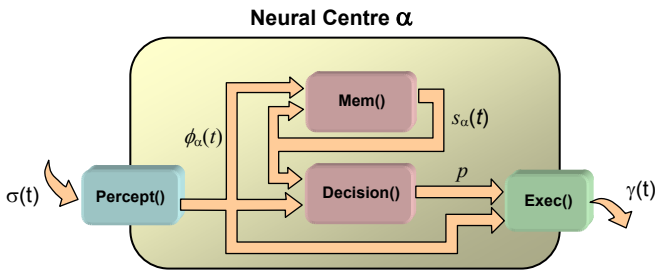 Neural Centre α
Mem()
ϕα(t)
sα(t)
σ(t)
Percept()
Decision()
p
Exec()
γ(t)